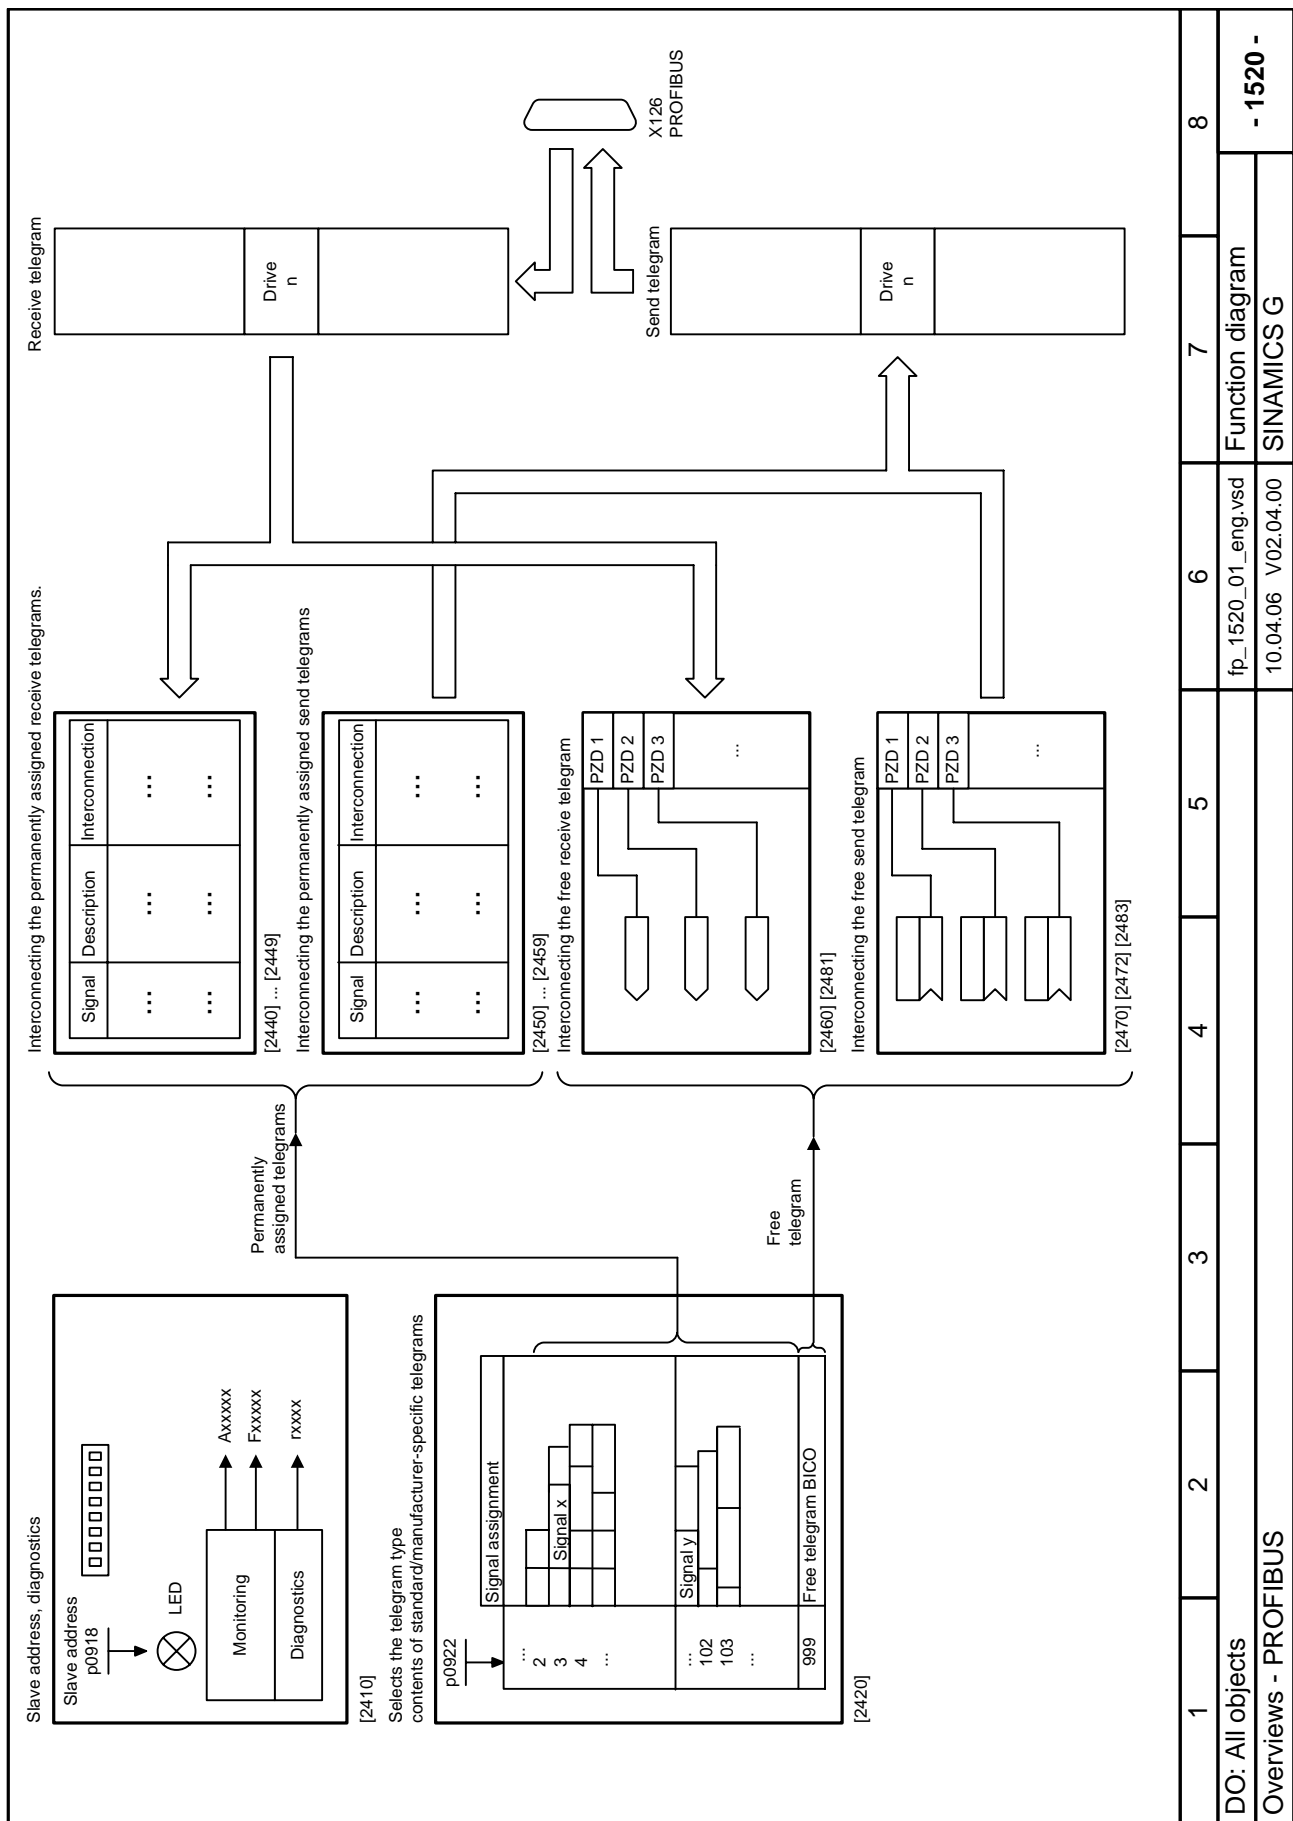 Slave address, diagnostics
Slave address
p0918
LED
Monitoring
Diagnostics
Axxxxx
Fxxxxx
rxxxx
[2410]
Selects the telegram type
contents of standard/manufacturer-specific telegrams
p0922
Signal assignment
...
2
3
4
...
Signal x
...
102
103
...
Signal y
999
Free telegram BICO
[2420]
Permanently
assigned telegrams
Free
telegram
Interconnecting the permanently assigned receive telegrams.
Signal Description Interconnection
... ... ...
... ... ...
[2440] ... [2449]
Interconnecting the permanently assigned send telegrams
Signal Description Interconnection
... ... ...
... ... ...
[2450] ... [2459]
Interconnecting the free receive telegram
PZD 1
PZD 2
PZD 3
...
[2460] [2481]
Interconnecting the free send telegram
PZD 1
PZD 2
PZD 3
...
[2470] [2472] [2483]
Receive telegram
Drive
n
Send telegram
Drive
n
X126
PROFIBUS
1 2 3 4 5 6 7 8
DO: All objects
Overviews - PROFIBUS
fp_1520_01_eng.vsd
10.04.06 V02.04.00
Function diagram
SINAMICS G
- 1520 -